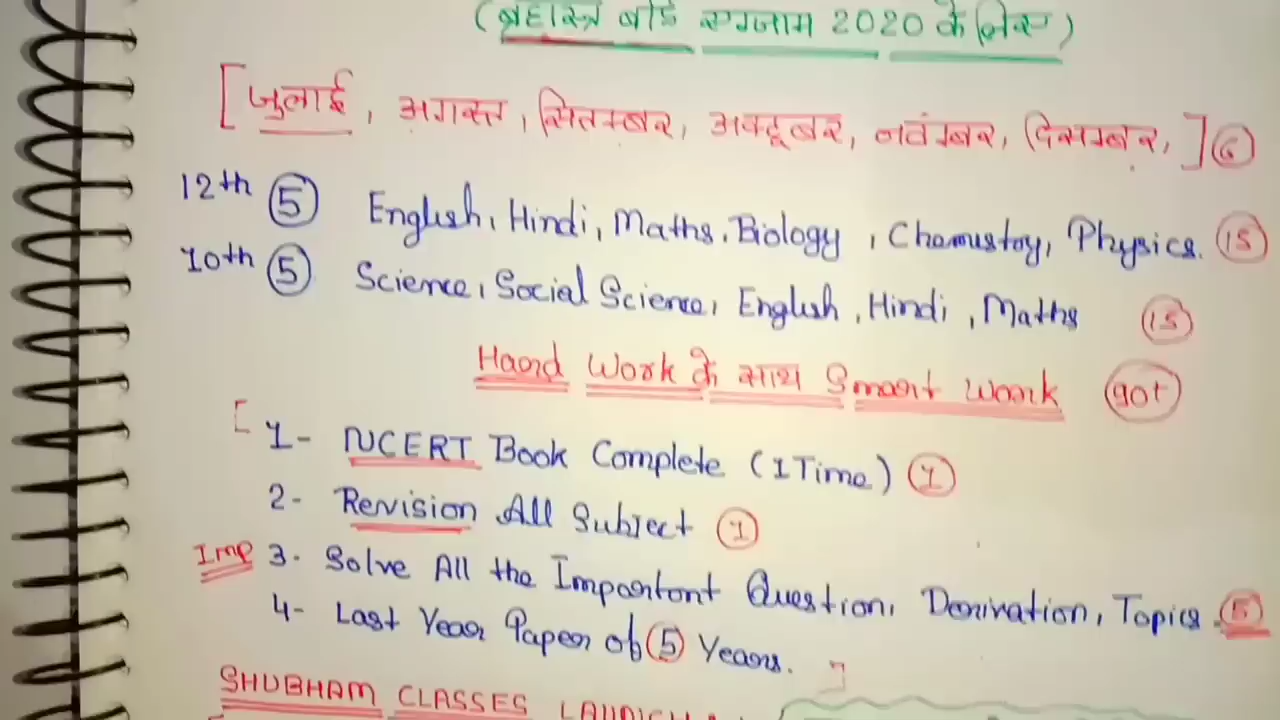 (ब्रहास्त्र बोर्ड एग्जाम 2020 के लिए)
[जुलाई, अगस्त, सितम्बर, अक्टूबर, नवंम्बर, दिसम्बर,] 6
12th 5 English, Hindi, Maths, Biology, Chemistry, Physics. 15
10th 5 Science, Social Science, English, Hindi, Maths 15
Hard Work के साथ Smart Work 90+
[1- NCERT Book Complete (1 Time) 1
2- Revision All Subject 1
Imp 3- Solve All the Important Question, Derivation, Topics. 5
4- Last Year Paper of 5 Years.]
SHUBHAM CLASSES